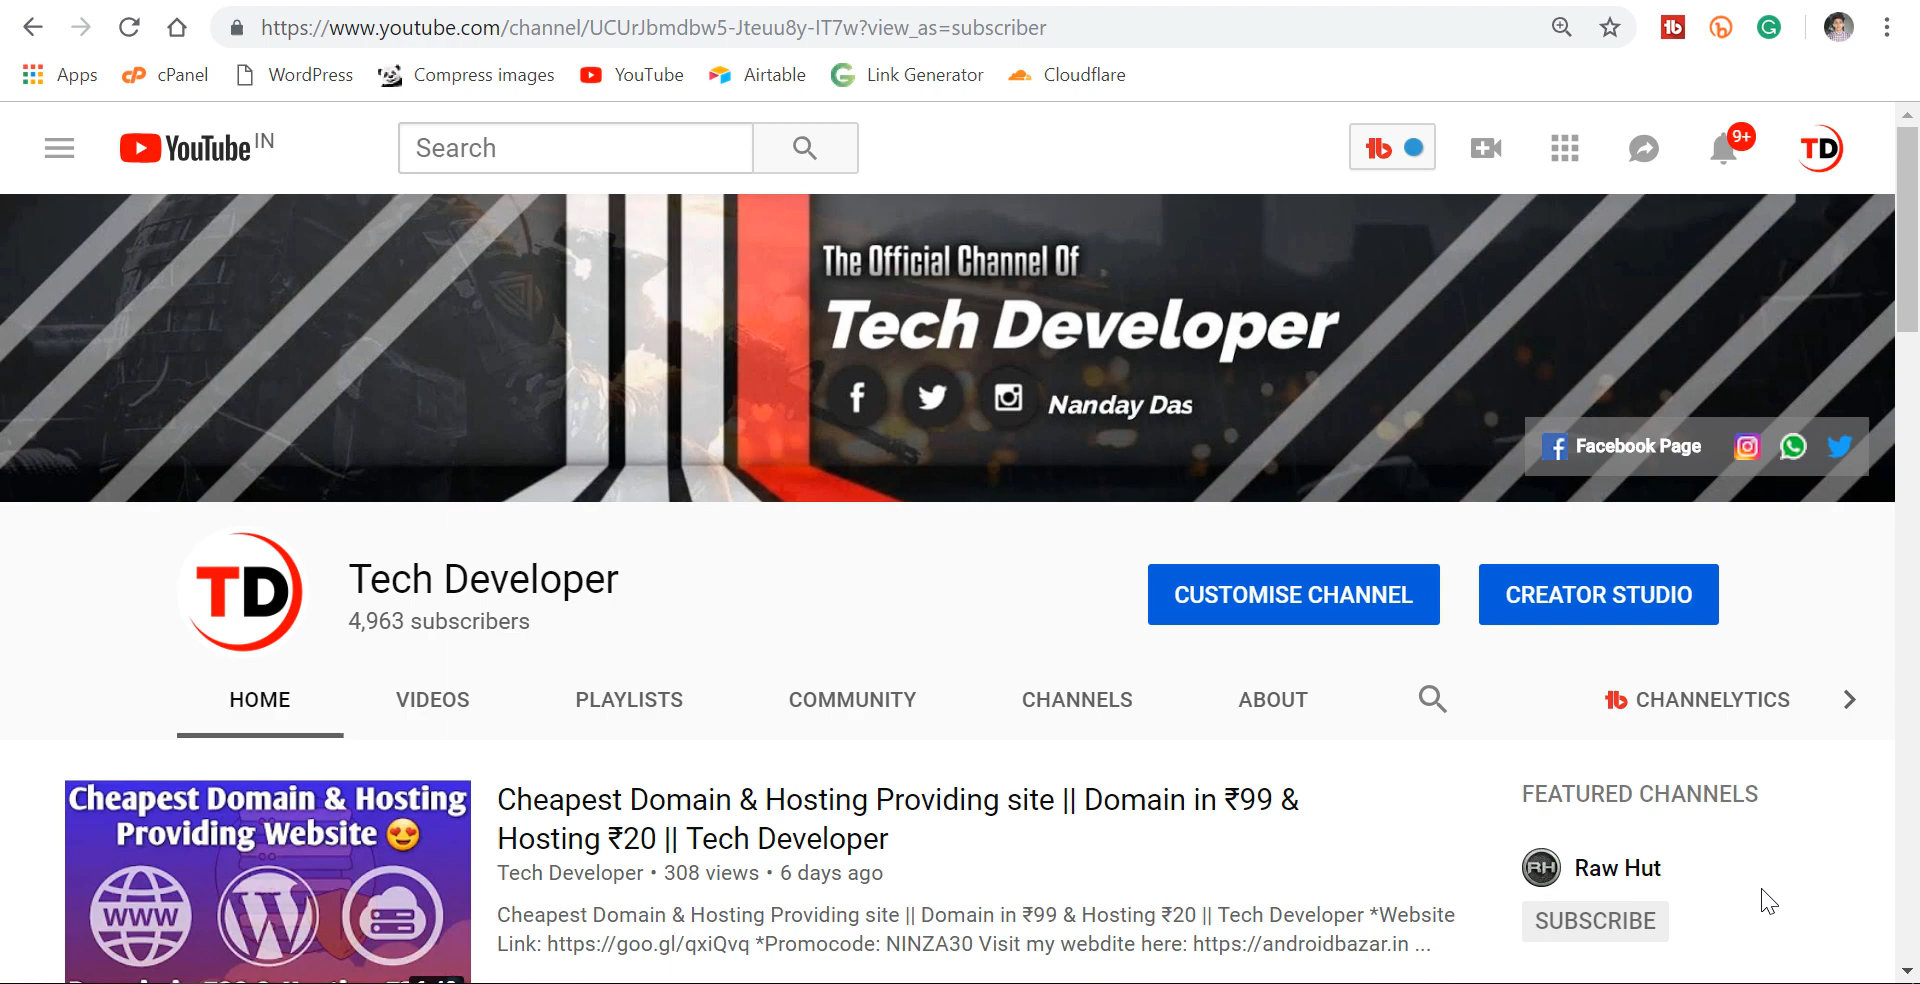 https://www.youtube.com/channel/UCUrJbmdbw5-Jteuu8y-IT7w?view_as=subscriber
Apps cPanel WordPress Compress images YouTube Airtable Link Generator Cloudflare
YouTube IN
Search
9+
TD
The Official Channel Of
Tech Developer
Nanday Das
Facebook Page
TD
Tech Developer
4,963 subscribers
CUSTOMISE CHANNEL
CREATOR STUDIO
HOME VIDEOS PLAYLISTS COMMUNITY CHANNELS ABOUT CHANNELYTICS
Cheapest Domain & Hosting
Providing Website 😍
WWW
Cheapest Domain & Hosting Providing site || Domain in ₹99 &
Hosting ₹20 || Tech Developer
Tech Developer • 308 views • 6 days ago
Cheapest Domain & Hosting Providing site || Domain in ₹99 & Hosting ₹20 || Tech Developer *Website
Link: https://goo.gl/qxiQvq *Promocode: NINZA30 Visit my webdite here: https://androidbazar.in ...
FEATURED CHANNELS
RH Raw Hut
SUBSCRIBE